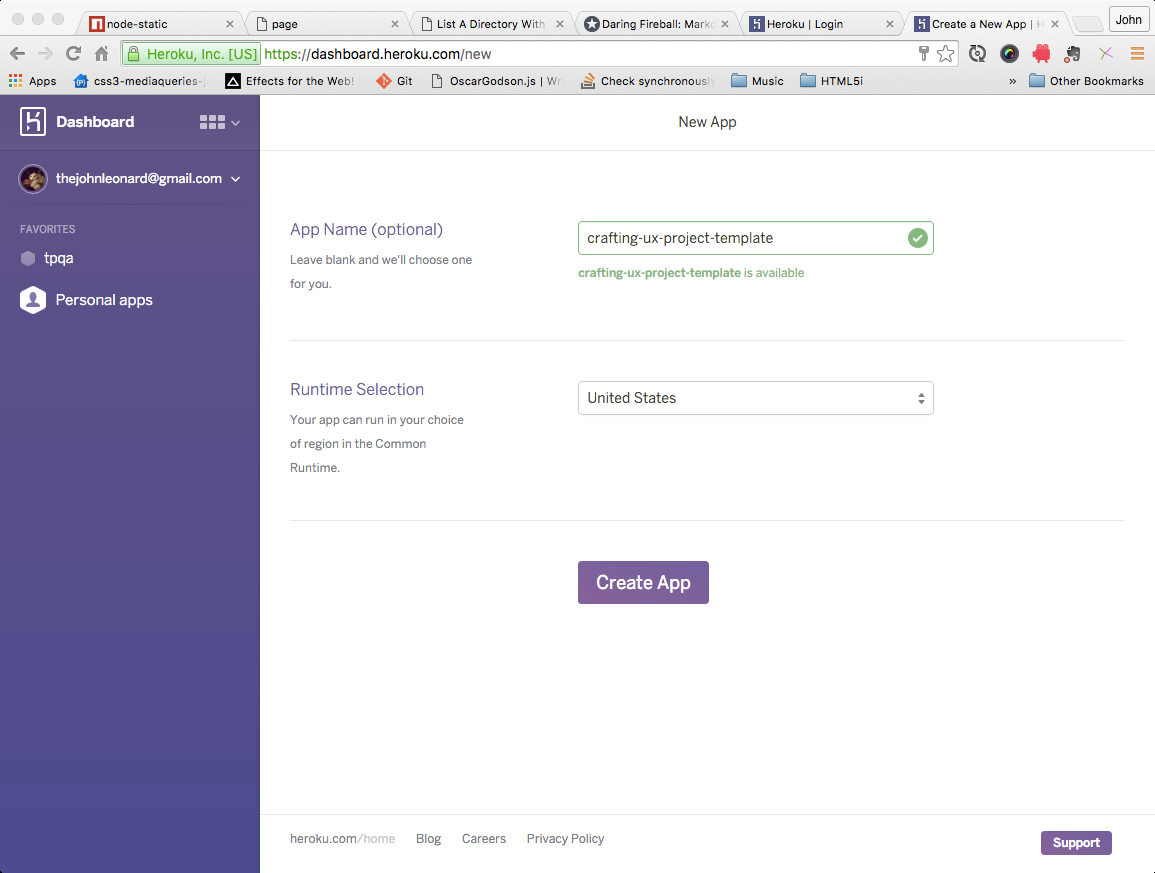 node-static
page
List A Directory With
Daring Fireball: Mark
Heroku | Login
Create a New App | H
John
Heroku, Inc. [US] https://dashboard.heroku.com/new
Apps
css3-mediaqueries-j
Effects for the Web!
Git
OscarGodson.js | Wr
Check synchronously
Music
HTML5i
»
Other Bookmarks
Dashboard
New App
thejohnleonard@gmail.com
FAVORITES
tpqa
Personal apps
App Name (optional)
Leave blank and we'll choose one
for you.
crafting-ux-project-template
crafting-ux-project-template is available
Runtime Selection
Your app can run in your choice
of region in the Common
Runtime.
United States
Create App
heroku.com/home
Blog
Careers
Privacy Policy
Support